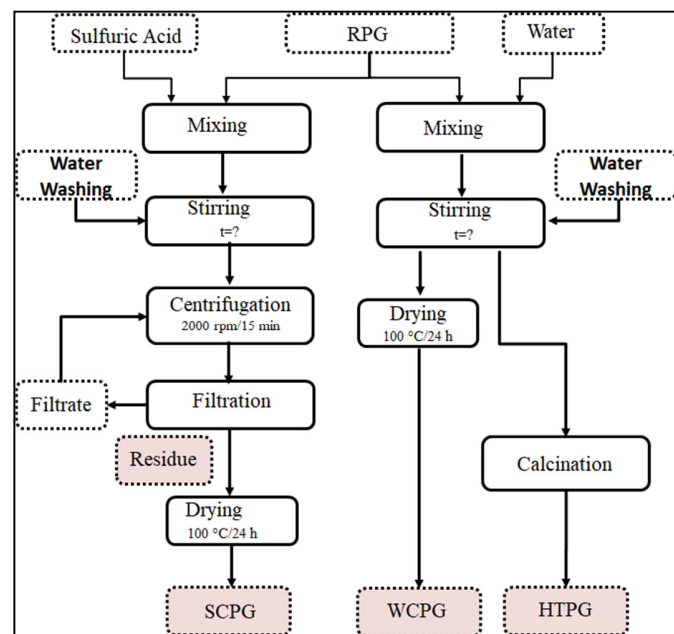 Sulfuric Acid
RPG
Water
Mixing
Mixing
Water
Washing
Water
Washing
Stirring
t=?
Stirring
t=?
Centrifugation
2000 rpm/15 min
Drying
100 °C/24 h
Filtrate
Filtration
Residue
Calcination
Drying
100 °C/24 h
SCPG
WCPG
HTPG